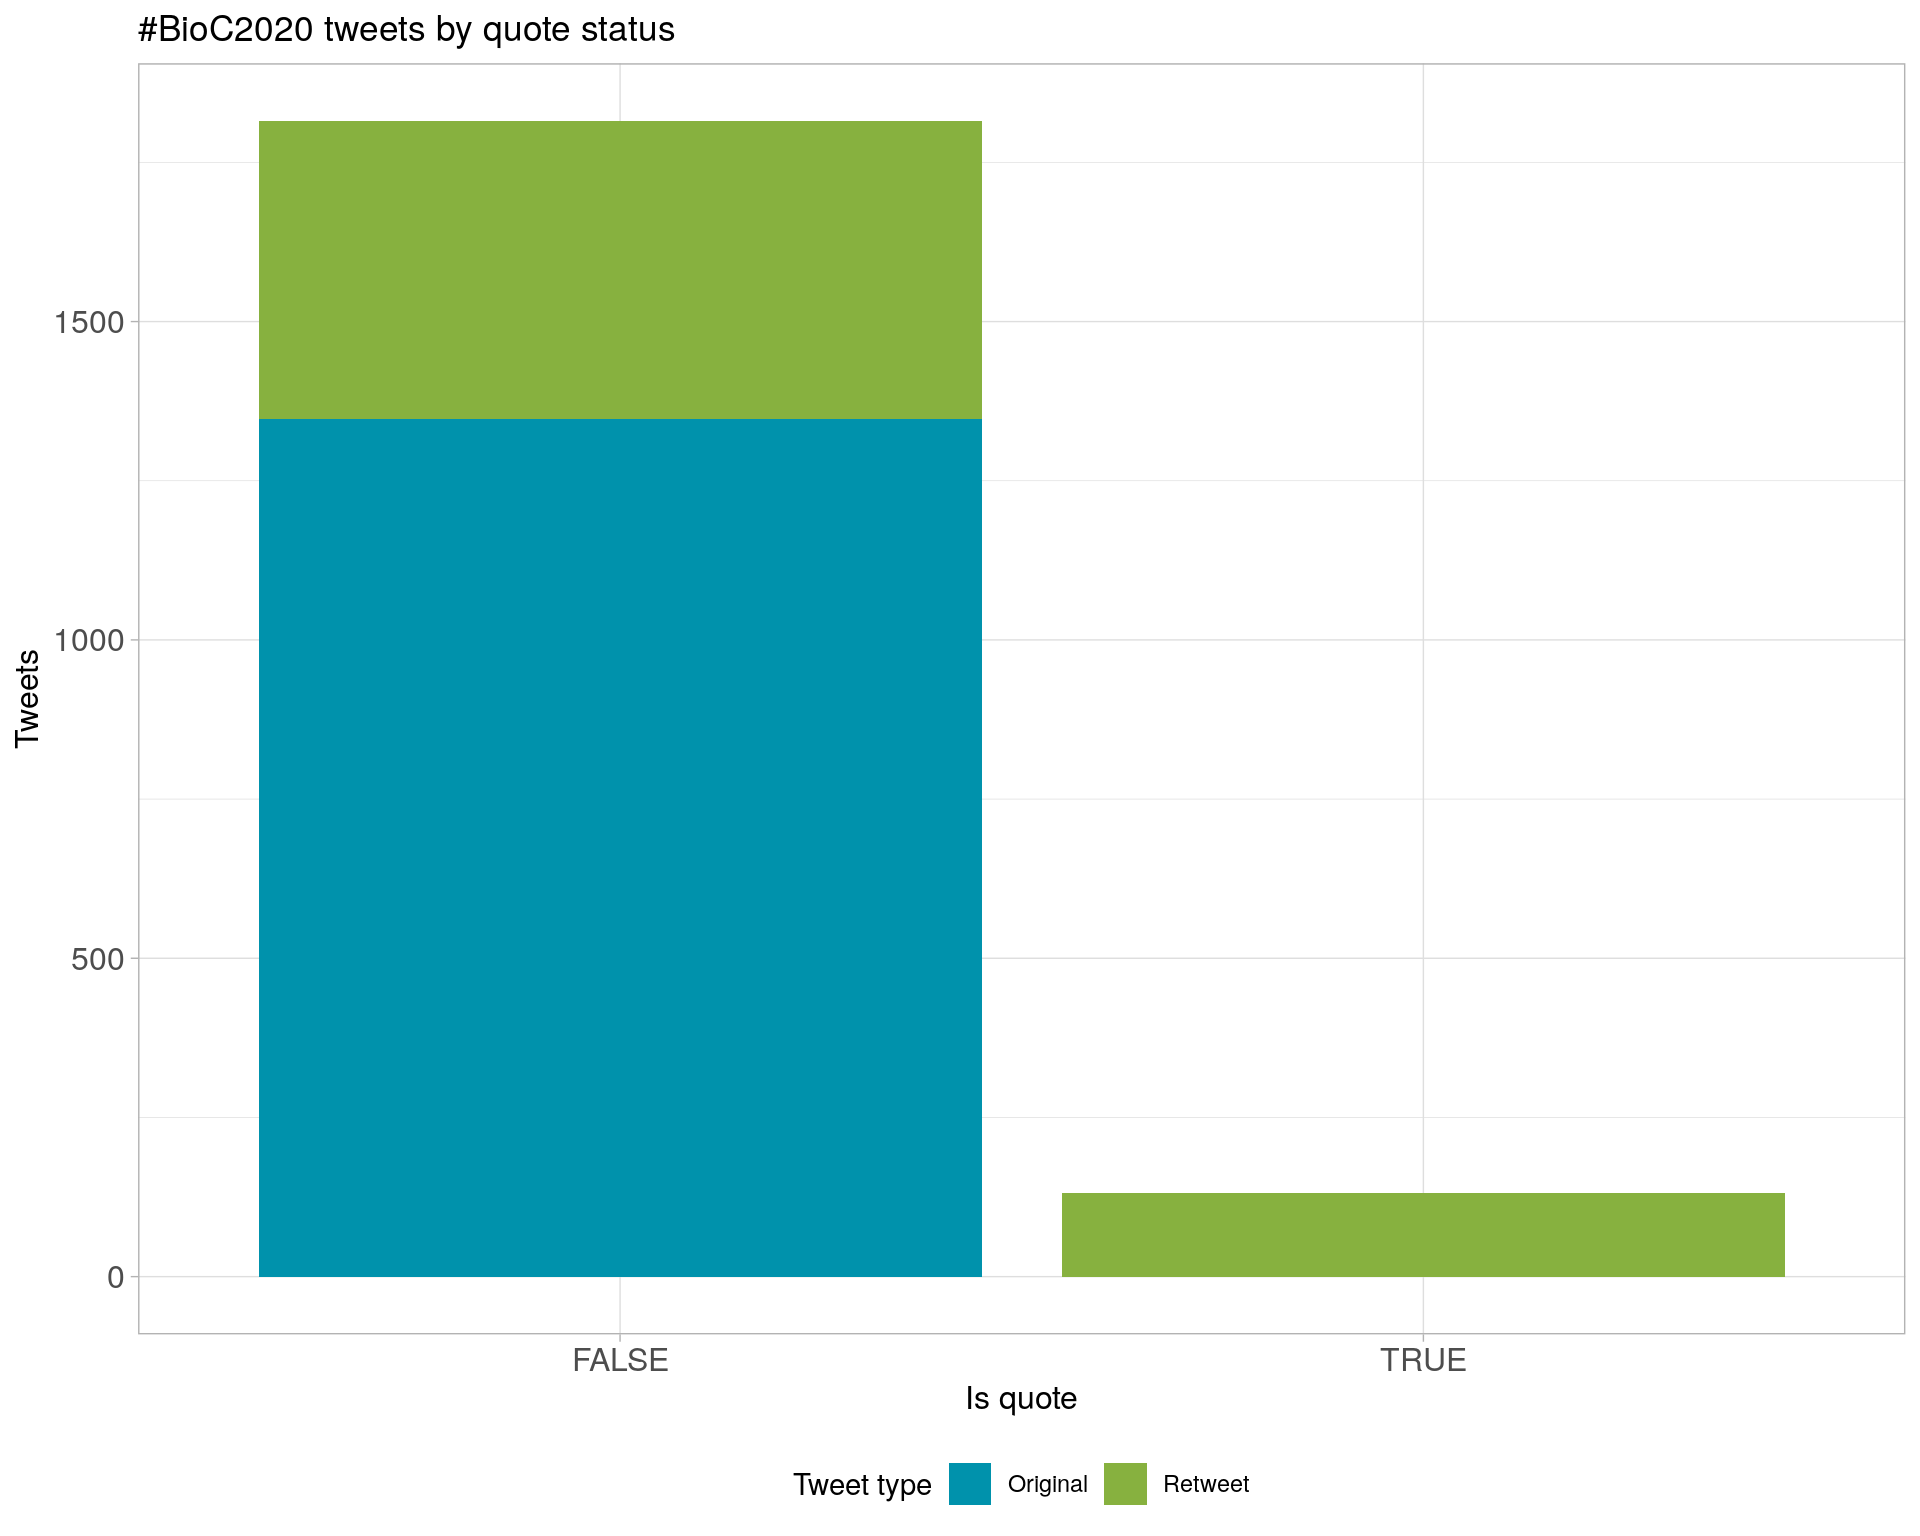 #BioC2020 tweets by quote status
1500
1000
500
0
Tweets
FALSE TRUE
Is quote
Tweet type Original Retweet